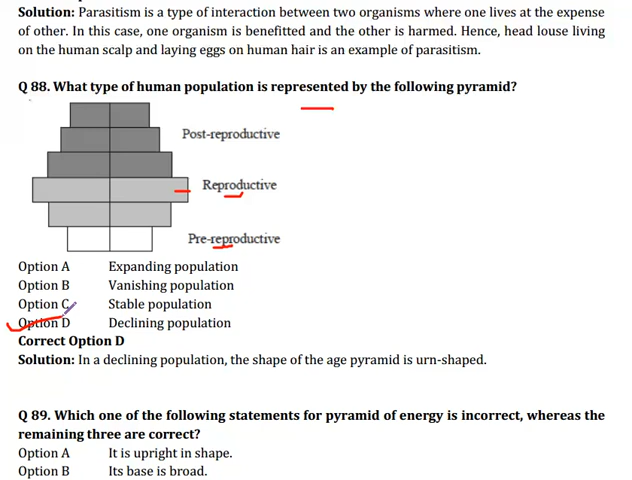 Solution: Parasitism is a type of interaction between two organisms where one lives at the expense
of other. In this case, one organism is benefitted and the other is harmed. Hence, head louse living
on the human scalp and laying eggs on human hair is an example of parasitism.
Q 88. What type of human population is represented by the following pyramid?
Post-reproductive
Reproductive
Pre-reproductive
Option A Expanding population
Option B Vanishing population
Option C Stable population
Option D Declining population
Correct Option D
Solution: In a declining population, the shape of the age pyramid is urn-shaped.
Q 89. Which one of the following statements for pyramid of energy is incorrect, whereas the
remaining three are correct?
Option A It is upright in shape.
Option B Its base is broad.